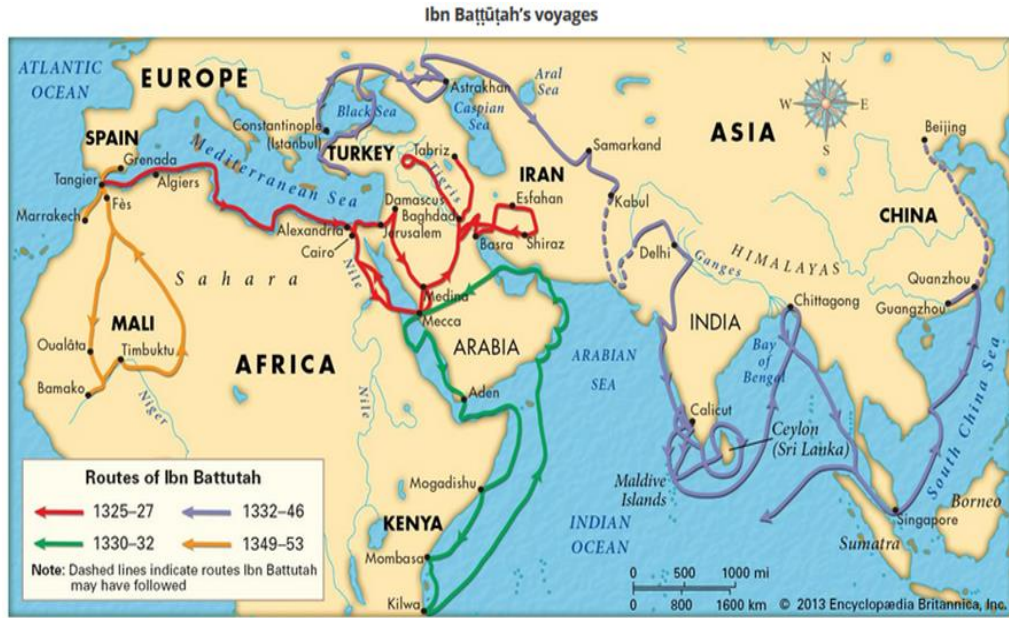 Ibn Baṭṭūṭah's voyages
ATLANTIC
OCEAN
EUROPE
SPAIN
Grenada
Tangier
Algiers
Marrakech
Fès
Mediterranean Sea
Constantinople
(Istanbul)
Black Sea
TURKEY
Astrakhan
Caspian
Sea
Aral
Sea
ASIA
N
W
E
S
Beijing
Samarkand
Tabriz
Tigris
IRAN
Kabul
CHINA
Damascus
Baghdad
Esfahan
Alexandria
Jerusalem
Basra
Shiraz
Cairo
Nile
Delhi
Ganges
HIMALAYAS
Quanzhou
Guangzhou
Sahara
Medina
Mecca
Chittagong
MALI
Oualâta
Timbuktu
Bamako
Niger
AFRICA
ARABIA
ARABIAN
SEA
INDIA
Bay
of
Bengal
Nile
Aden
Calicut
Ceylon
(Sri Lanka)
South China Sea
Maldive
Islands
Mogadishu
KENYA
INDIAN
OCEAN
Singapore
Borneo
Sumatra
Mombasa
Kilwa
Routes of Ibn Battutah
1325–27
1332–46
1330–32
1349–53
Note: Dashed lines indicate routes Ibn Battutah
may have followed
0 500 1000 mi
0 800 1600 km
© 2013 Encyclopædia Britannica, Inc.